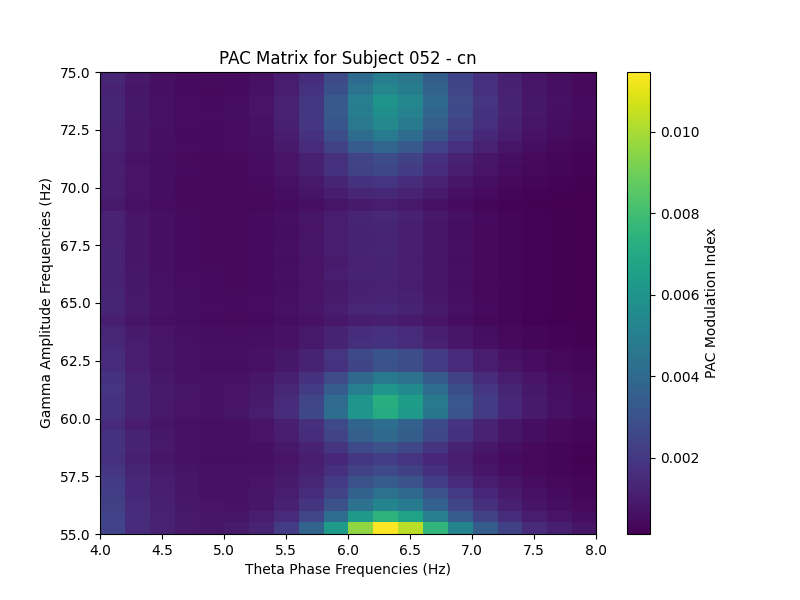 PAC Matrix for Subject 052 - cn
75.0
72.5
70.0
67.5
65.0
62.5
60.0
57.5
55.0
Gamma Amplitude Frequencies (Hz)
4.0 4.5 5.0 5.5 6.0 6.5 7.0 7.5 8.0
Theta Phase Frequencies (Hz)
0.010
0.008
0.006
0.004
0.002
PAC Modulation Index